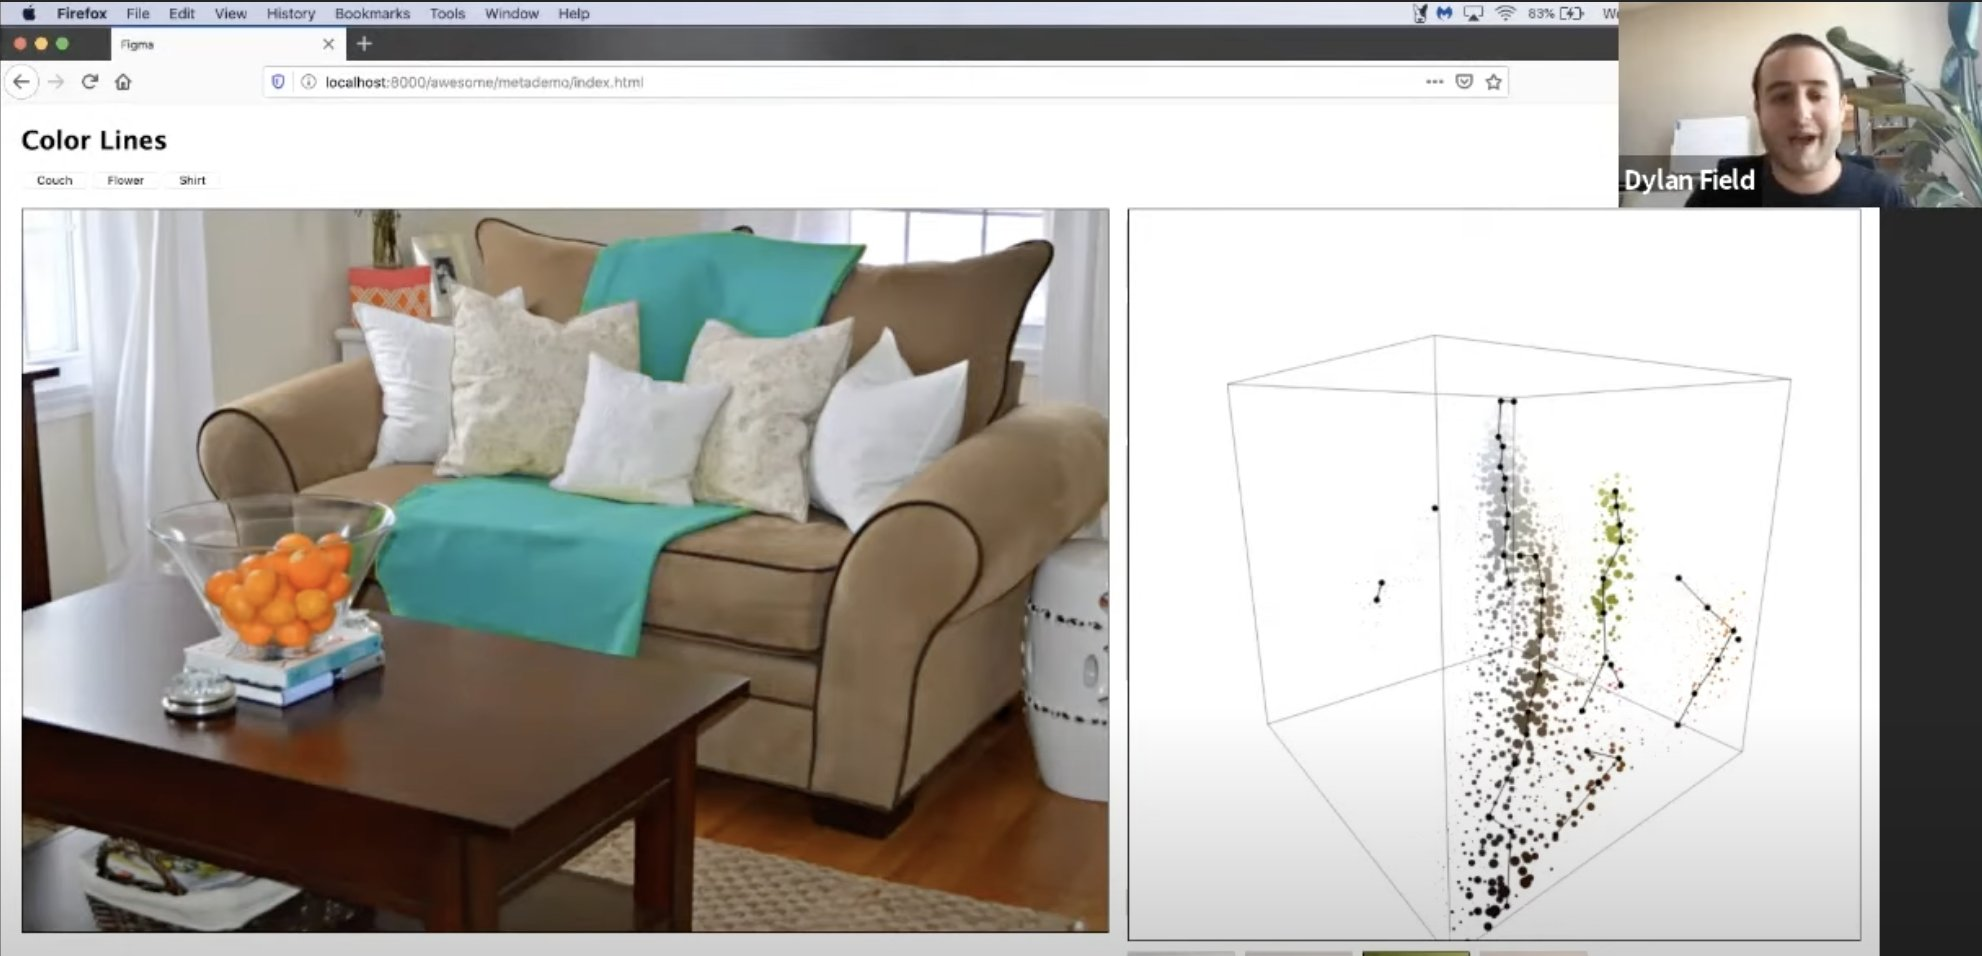 Firefox File Edit View History Bookmarks Tools Window Help 83%
Figma
localhost:8000/awesome/metademo/index.html
Dylan Field
Color Lines
Couch Flower Shirt